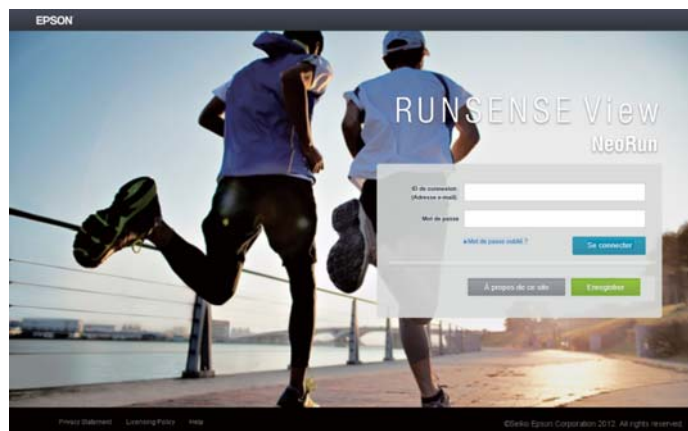 EPSON
RUNSENSE View
NeoRun
ID de connexion
(Adresse e-mail)
Mot de passe
Mot de passe oublié ?
Se connecter
À propos de ce site
Enregistrer
Privacy Statement Licensing Policy Help
©Seiko Epson Corporation 2012. All rights reserved.